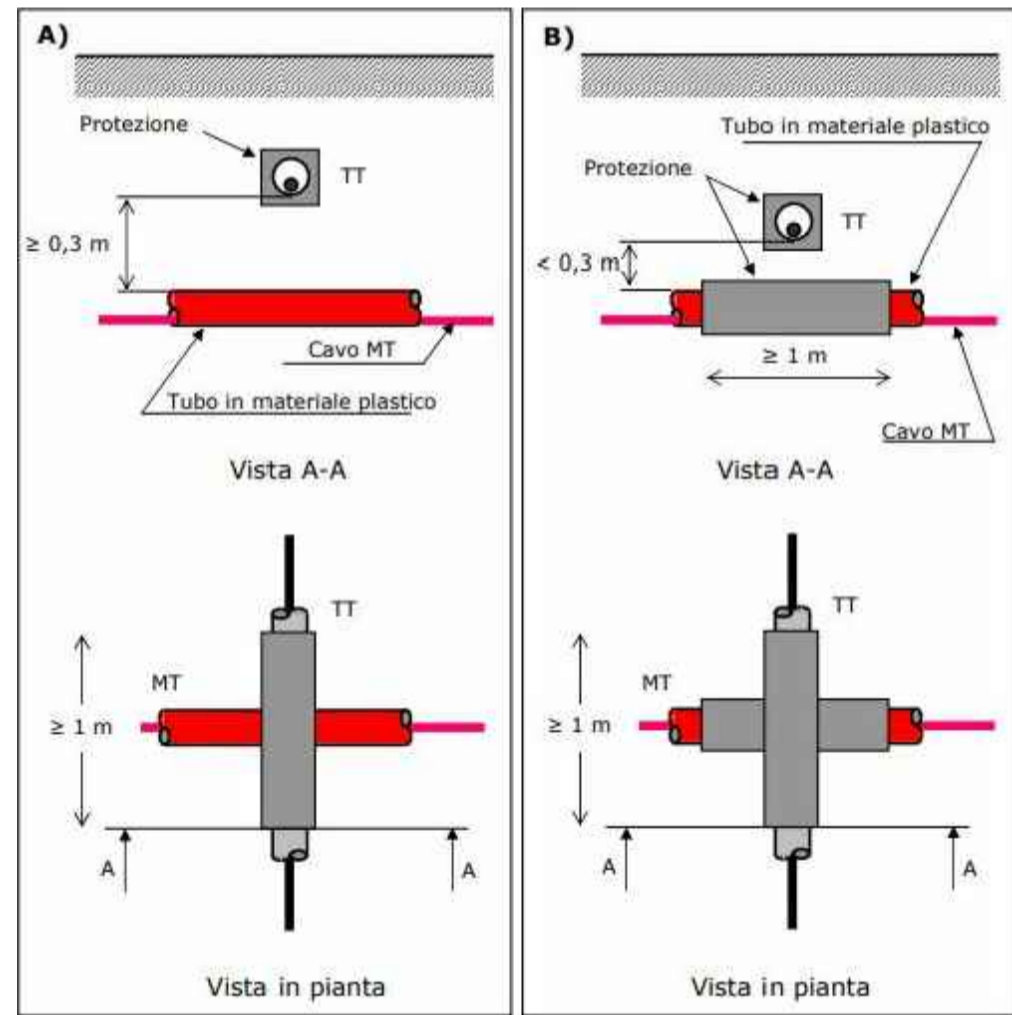 A)
Protezione
TT
≥ 0,3 m
Cavo MT
Tubo in materiale plastico
Vista A-A
TT
MT
≥ 1 m
A
A
Vista in pianta
B)
Tubo in materiale plastico
Protezione
TT
< 0,3 m
≥ 1 m
Cavo MT
Vista A-A
TT
MT
≥ 1 m
A
A
Vista in pianta